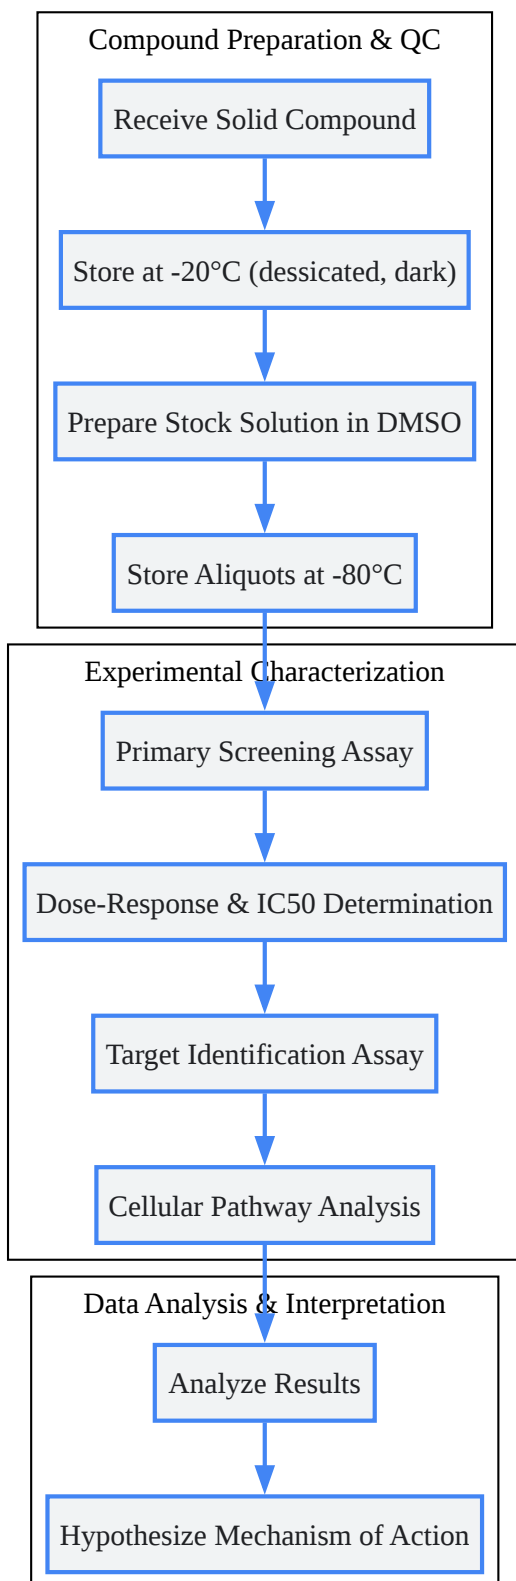 Compound Preparation & QC
Receive Solid Compound
Store at -20°C (dessicated, dark)
Prepare Stock Solution in DMSO
Store Aliquots at -80°C
Experimental Characterization
Primary Screening Assay
Dose-Response & IC50 Determination
Target Identification Assay
Cellular Pathway Analysis
Data Analysis & Interpretation
Analyze Results
Hypothesize Mechanism of Action